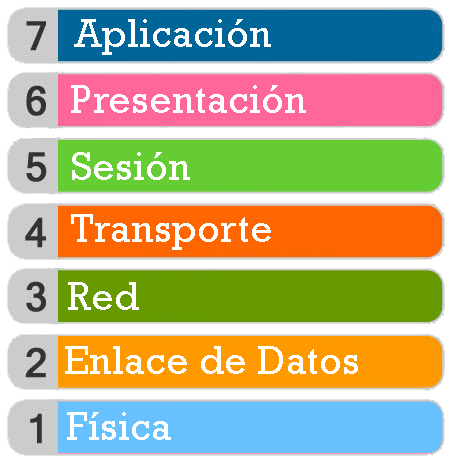 7 Aplicación
6 Presentación
5 Sesión
4 Transporte
3 Red
2 Enlace de Datos
1 Física